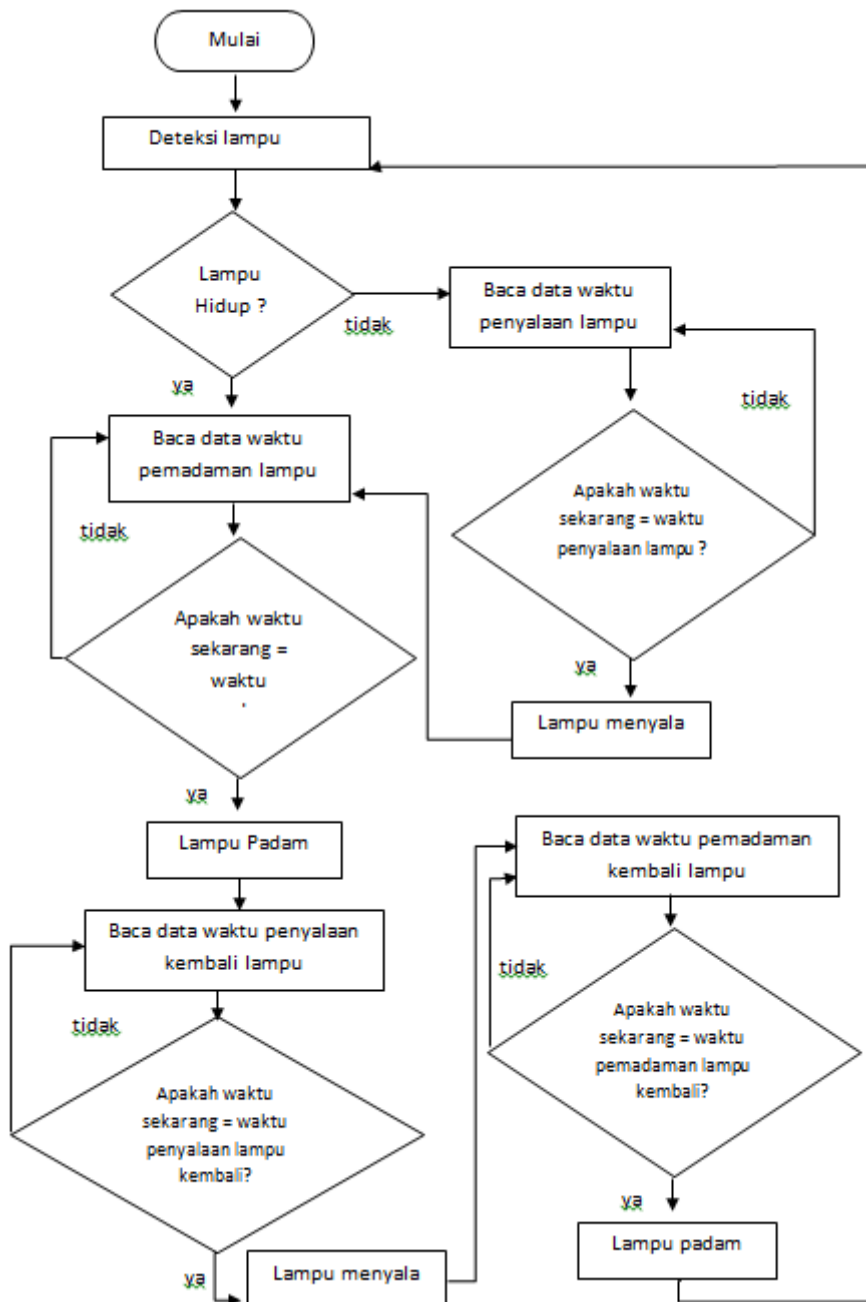 Mulai
Deteksi lampu
Lampu
Hidup ?
tidak
ya
Baca data waktu
penyalaan lampu
tidak
Apakah waktu
sekarang = waktu
penyalaan lampu ?
ya
Lampu menyala
Baca data waktu
pemadaman lampu
tidak
Apakah waktu
sekarang =
waktu
ya
Lampu Padam
Baca data waktu penyalaan
kembali lampu
tidak
Apakah waktu
sekarang = waktu
penyalaan lampu
kembali?
ya
Lampu menyala
Baca data waktu pemadaman
kembali lampu
tidak
Apakah waktu
sekarang = waktu
pemadaman lampu
kembali?
ya
Lampu padam